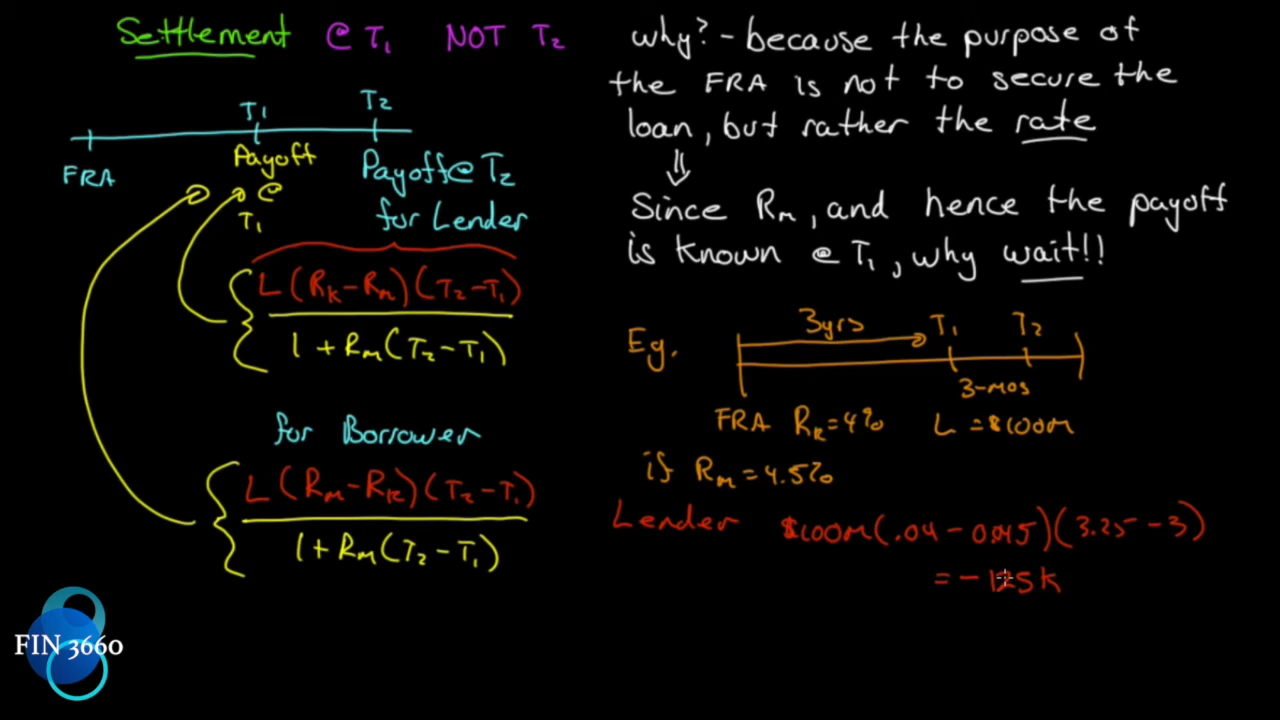 Settlement @ T1 NOT T2
T1
T2
FRA
Payoff
@
T1
Payoff @ T2
for Lender
L(RK-Rm)(T2-T1)
1+Rm(T2-T1)
for Borrower
L(Rm-RK)(T2-T1)
1+Rm(T2-T1)
FIN 3660
why? - because the purpose of
the FRA is not to secure the
loan, but rather the rate
⇓
Since Rm, and hence the payoff
is known @ T1, why wait!!
Eg.
3yrs
T1
T2
3-mos
FRA RK=4% L=$100M
if Rm=4.5%
Lender $100M(.04-0.045)(3.25-3)
= -125K